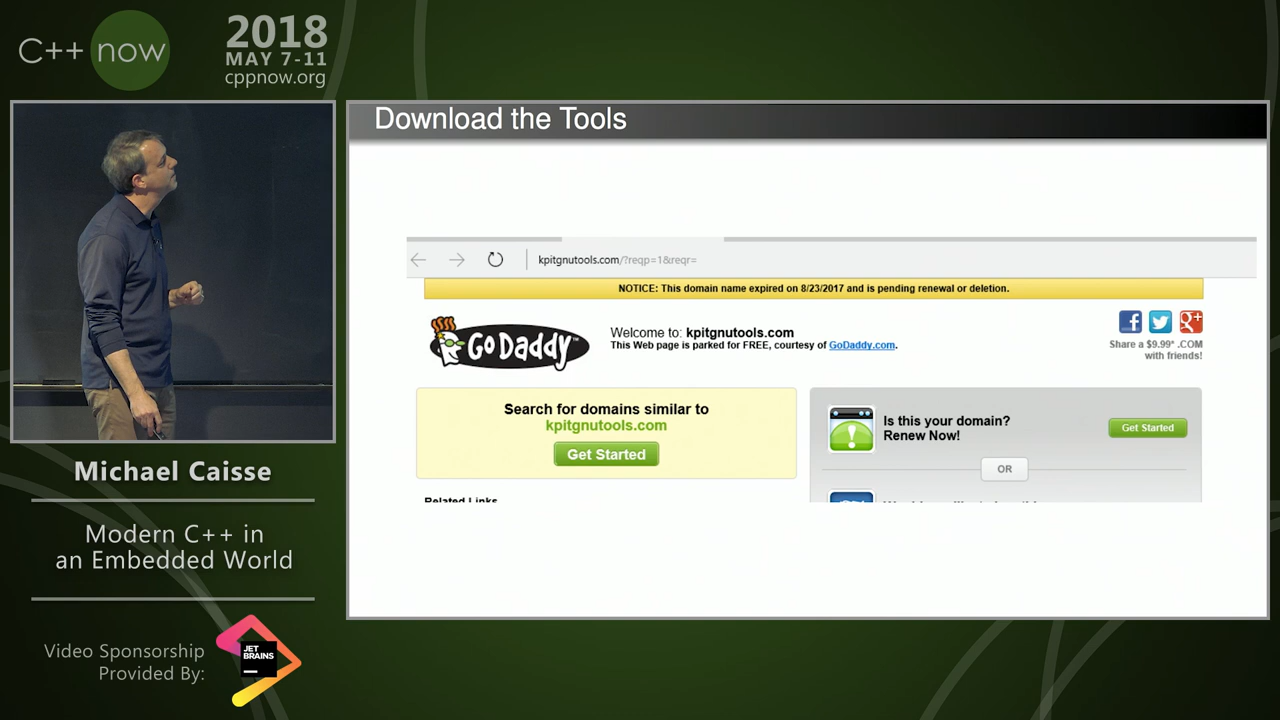 C++ now
2018
MAY 7-11
cppnow.org
Download the Tools
kpitgnutools.com/?reqp=1&reqr=
NOTICE: This domain name expired on 8/23/2017 and is pending renewal or deletion.
GoDaddy™
Welcome to: kpitgnutools.com
This Web page is parked for FREE, courtesy of GoDaddy.com.
Share a $9.99* .COM
with friends!
Search for domains similar to
kpitgnutools.com
Get Started
Is this your domain?
Renew Now!
Get Started
OR
Related Links
Michael Caisse
Modern C++ in
an Embedded World
Video Sponsorship
Provided By:
JET
BRAINS